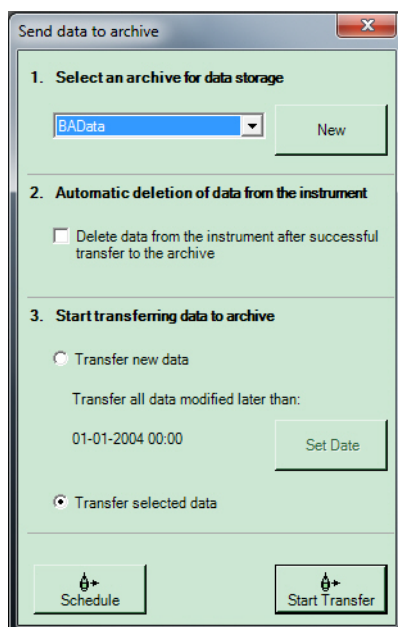 Send data to archive
1. Select an archive for data storage
BAData
New
2. Automatic deletion of data from the instrument
Delete data from the instrument after successful
transfer to the archive
3. Start transferring data to archive
Transfer new data
Transfer all data modified later than:
01-01-2004 00:00
Set Date
Transfer selected data
Schedule
Start Transfer